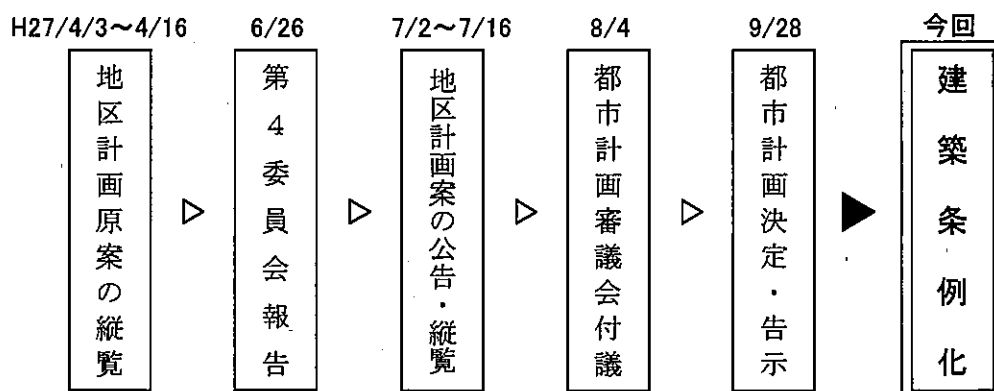 H27/4/3～4/16
地区計画原案の縦覧
6/26
第4委員会報告
7/2～7/16
地区計画案の公告・縦覧
8/4
都市計画審議会付議
9/28
都市計画決定・告示
今回
建築条例化